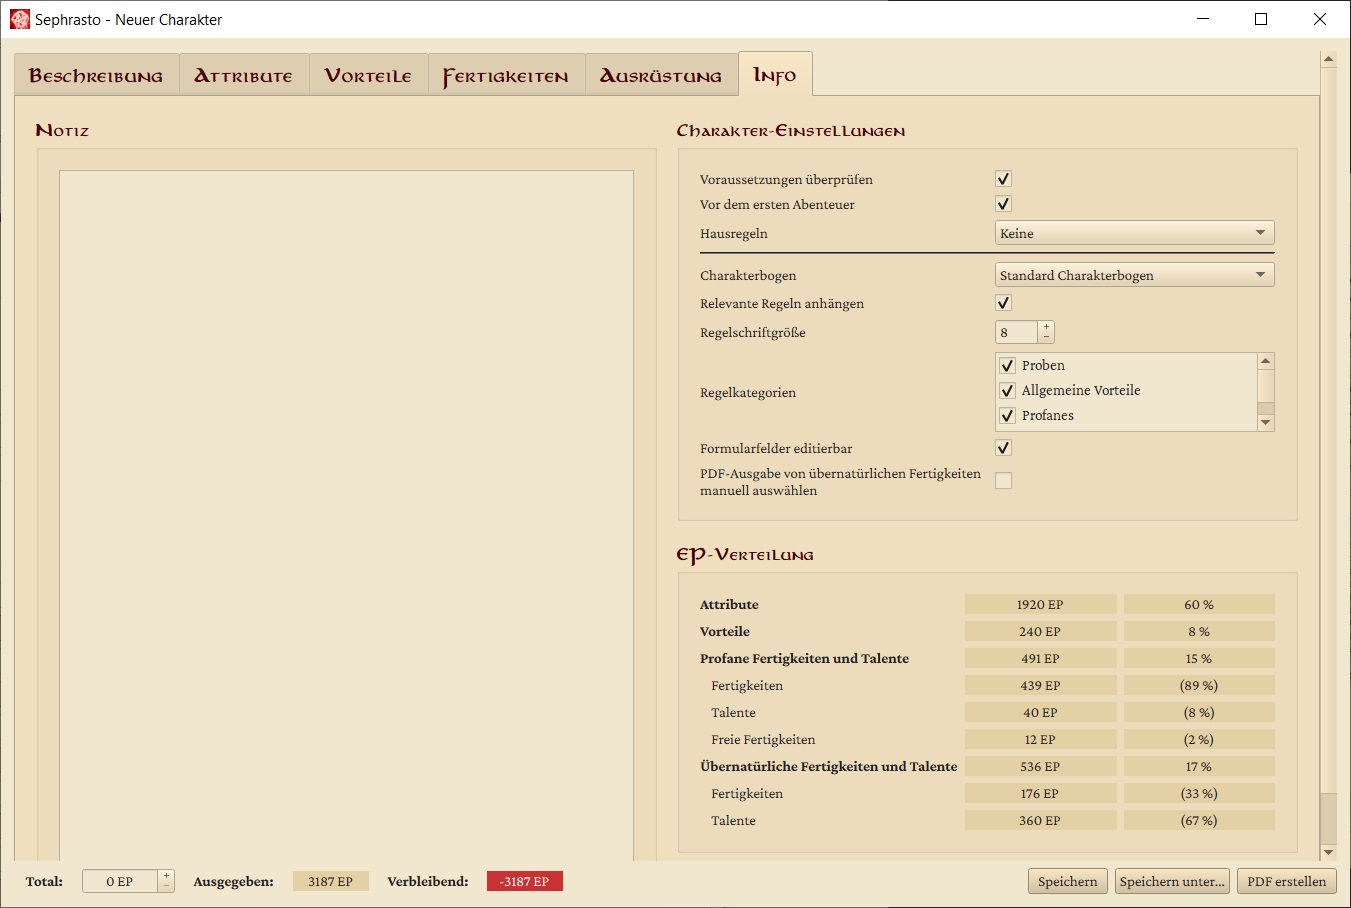 Sephrasto - Neuer Charakter
Beschreibung Attribute Vorteile Fertigkeiten Ausrüstung Info
Notiz
Charakter-Einstellungen
Voraussetzungen überprüfen
Vor dem ersten Abenteuer
Hausregeln Keine
Charakterbogen Standard Charakterbogen
Relevante Regeln anhängen
Regelschriftgröße 8
Regelkategorien
Proben
Allgemeine Vorteile
Profanes
Formularfelder editierbar
PDF-Ausgabe von übernatürlichen Fertigkeiten
manuell auswählen
EP-Verteilung
Attribute 1920 EP 60 %
Vorteile 240 EP 8 %
Profane Fertigkeiten und Talente 491 EP 15 %
Fertigkeiten 439 EP (89 %)
Talente 40 EP (8 %)
Freie Fertigkeiten 12 EP (2 %)
Übernatürliche Fertigkeiten und Talente 536 EP 17 %
Fertigkeiten 176 EP (33 %)
Talente 360 EP (67 %)
Total: 0 EP Ausgegeben: 3187 EP Verbleibend: -3187 EP Speichern Speichern unter... PDF erstellen